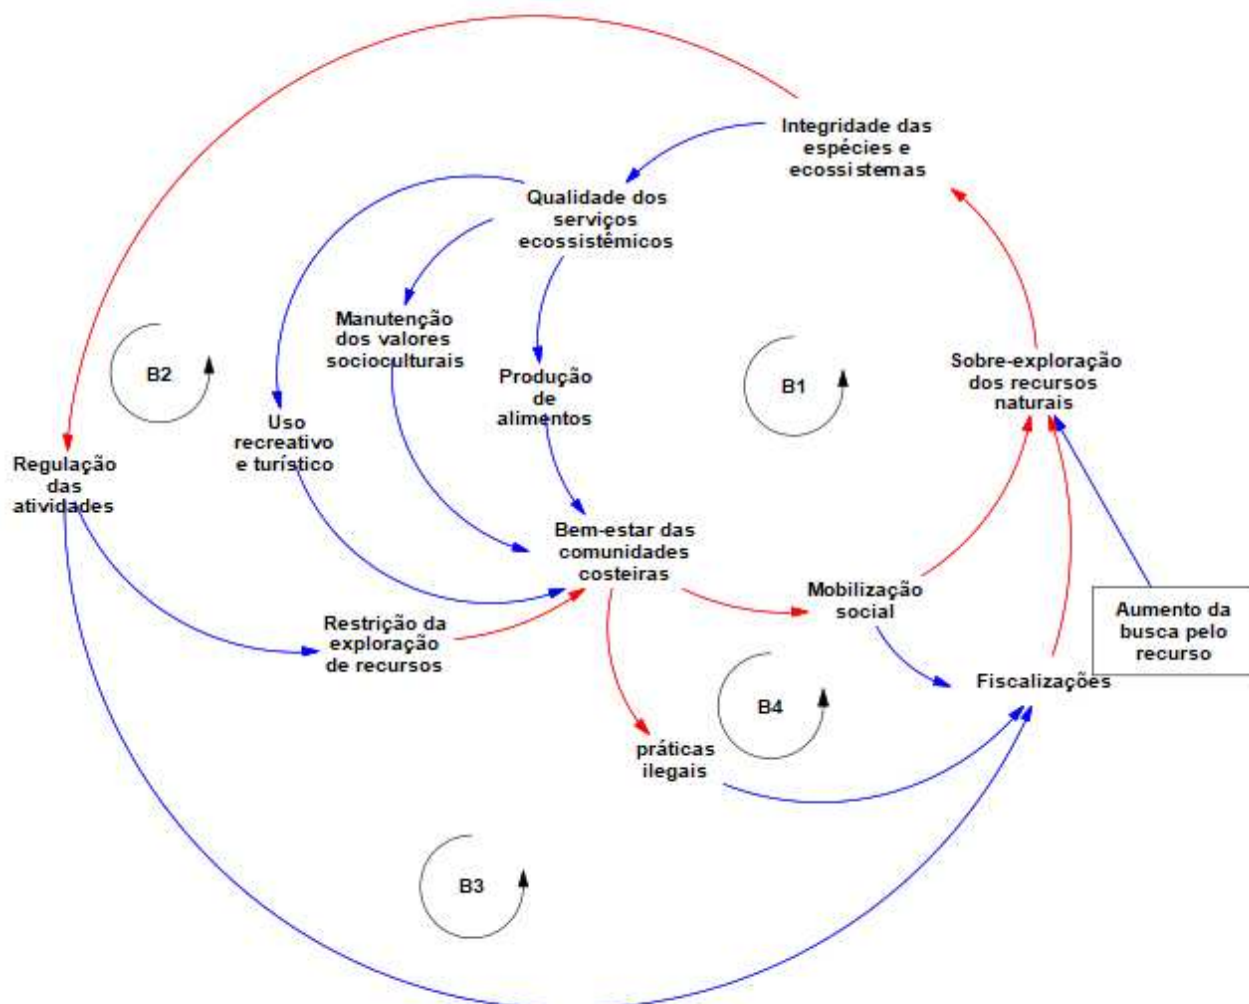 Integridade das
espécies e
ecossistemas
Qualidade dos
serviços
ecossistêmicos
Manutenção
dos valores
socioculturais
B2
B1
Sobre-exploração
dos recursos
naturais
Produção
de
alimentos
Uso
recreativo
e turístico
Regulação
das
atividades
Bem-estar das
comunidades
costeiras
Mobilização
social
Aumento da
busca pelo
recurso
Restrição da
exploração
de recursos
Fiscalizações
B4
práticas
ilegais
B3